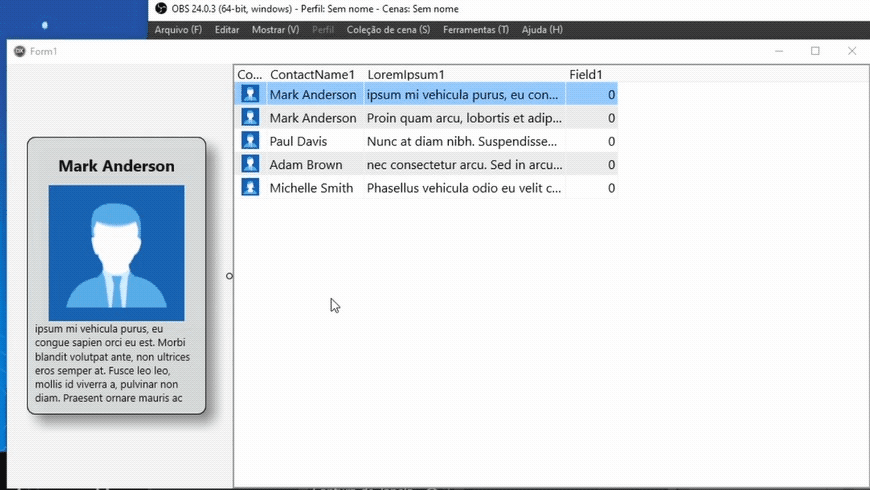 OBS 24.0.3 (64-bit, windows) - Perfil: Sem nome - Cenas: Sem nome
Arquivo (F) Editar Mostrar (V) Perfil Coleção de cena (S) Ferramentas (T) Ajuda (H)
DX Form1
Co... ContactName1 LoremIpsum1 Field1
Mark Anderson ipsum mi vehicula purus, eu con... 0
Mark Anderson Proin quam arcu, lobortis et adip... 0
Paul Davis Nunc at diam nibh. Suspendisse... 0
Adam Brown nec consectetur arcu. Sed in arcu... 0
Michelle Smith Phasellus vehicula odio eu velit c... 0
Mark Anderson
ipsum mi vehicula purus, eu
congue sapien orci eu est. Morbi
blandit volutpat ante, non ultrices
eros semper at. Fusce leo leo,
mollis id viverra a, pulvinar non
diam. Praesent ornare mauris ac